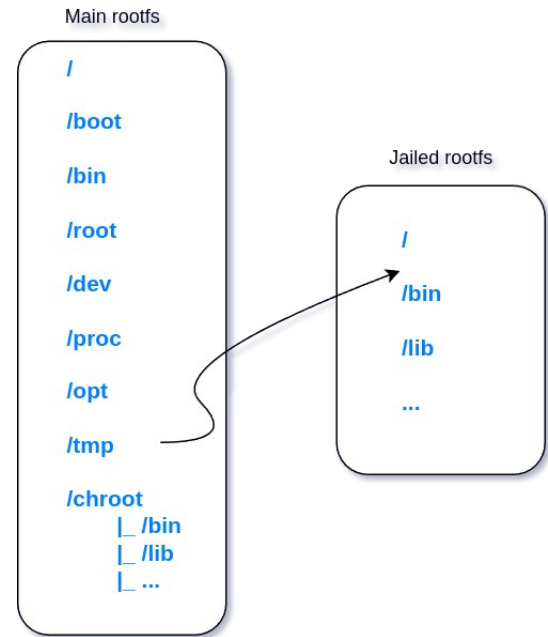 Main rootfs
/
/boot
/bin
/root
/dev
/proc
/opt
/tmp
/chroot
|_ /bin
|_ /lib
|_ ...
Jailed rootfs
/
/bin
/lib
...